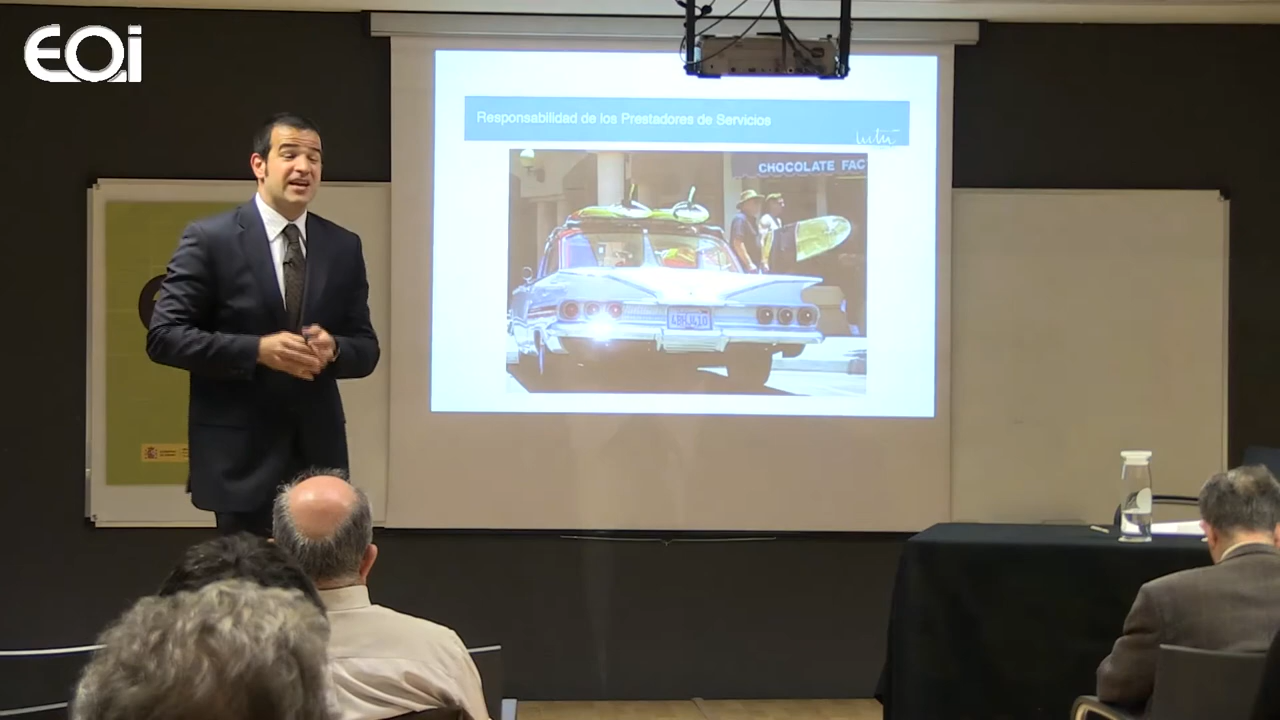 EOi
Responsabilidad de los Prestadores de Servicios
CHOCOLATE FAC